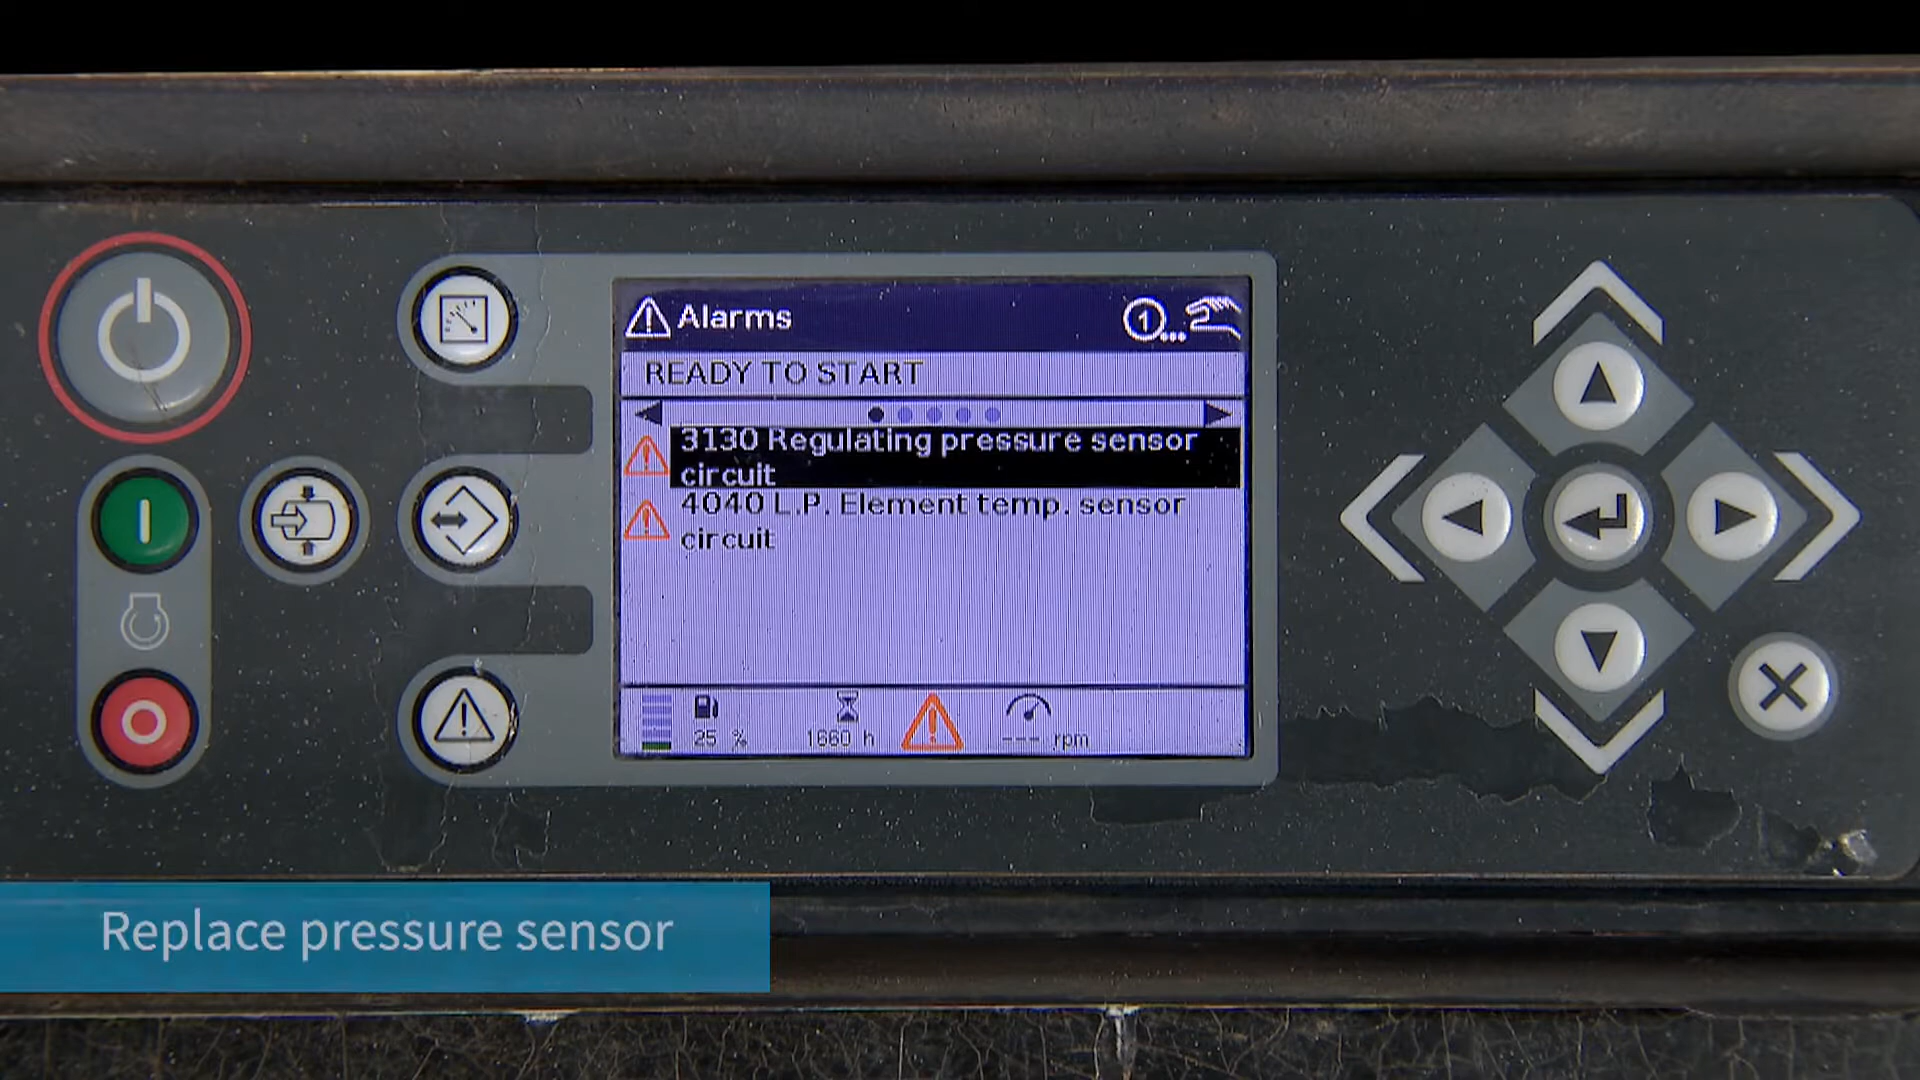 Alarms
1...
READY TO START
3130 Regulating pressure sensor
circuit
4040 L.P. Element temp. sensor
circuit
25 % 1660 h --- rpm
Replace pressure sensor